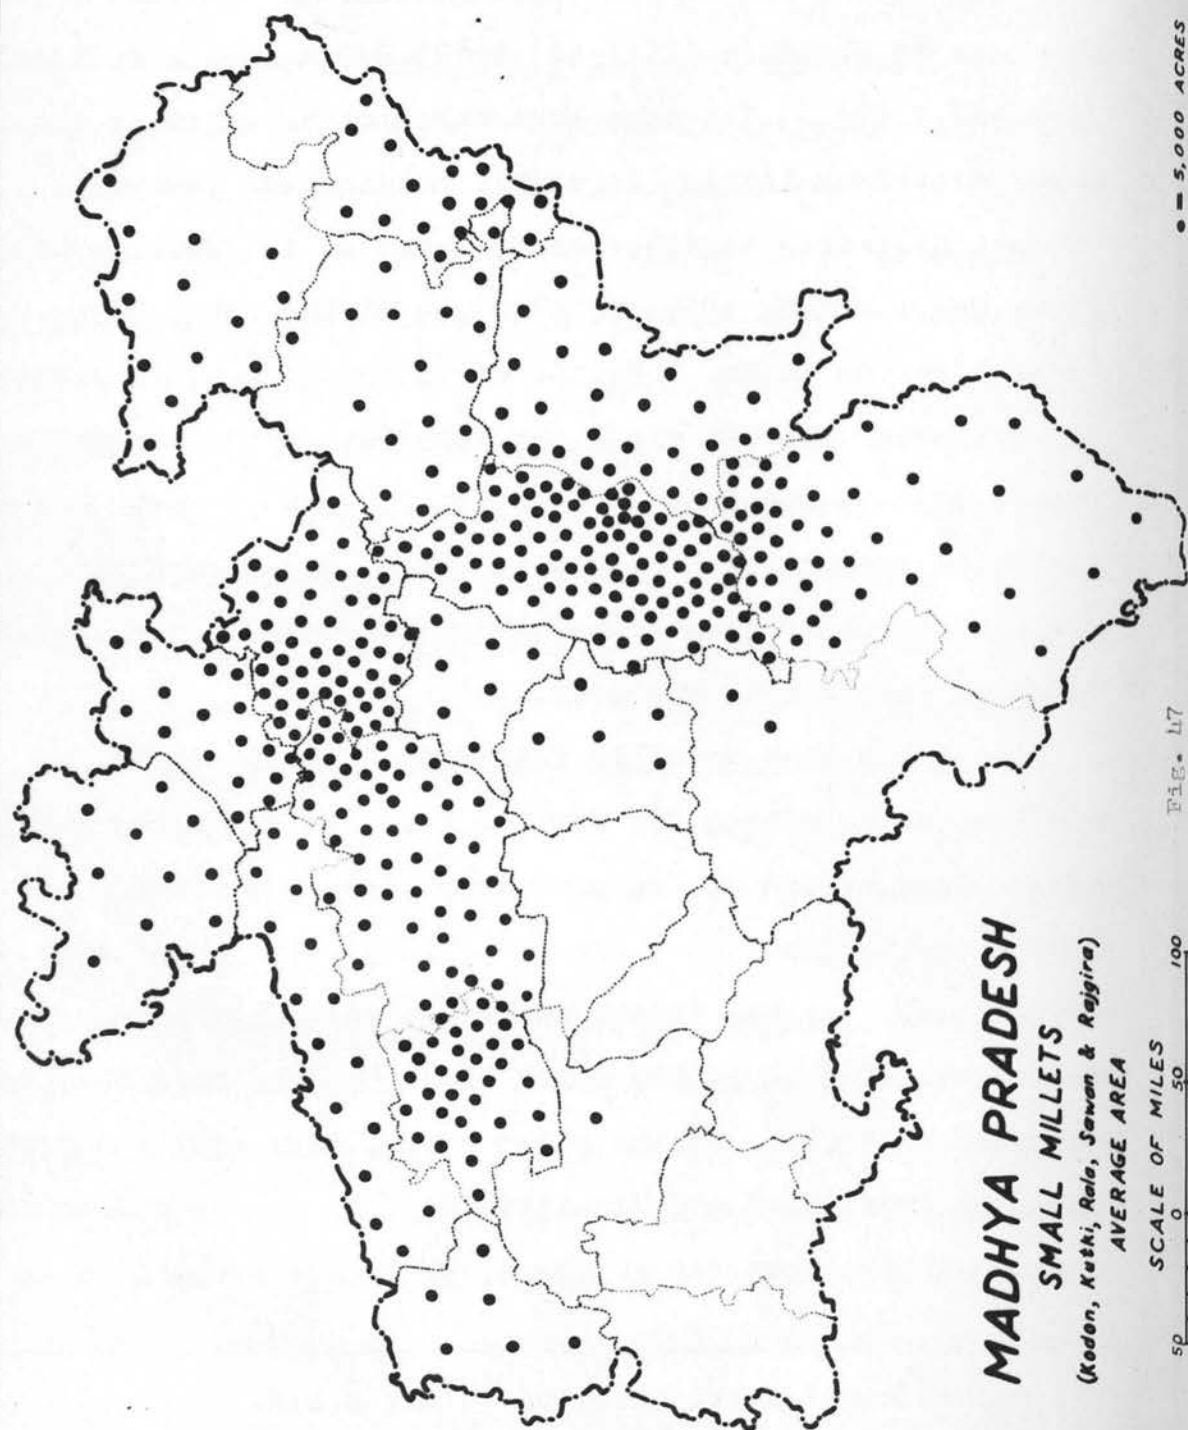 MADHYA PRADESH
SMALL MILLETS
(Kodon, Kutki, Rala, Sawan & Rajgira)
AVERAGE AREA
SCALE OF MILES
50 0 50 100
Fig. 47
• = 5,000 ACRES